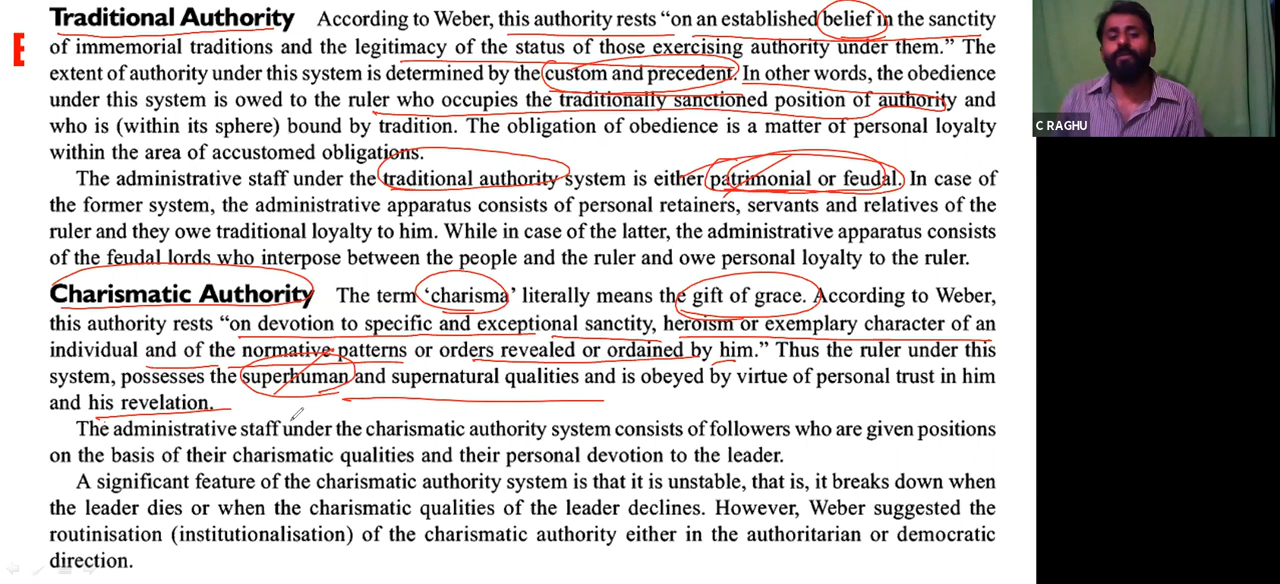 Traditional Authority According to Weber, this authority rests “on an established belief in the sanctity
of immemorial traditions and the legitimacy of the status of those exercising authority under them.” The
extent of authority under this system is determined by the custom and precedent. In other words, the obedience
under this system is owed to the ruler who occupies the traditionally sanctioned position of authority and
who is (within its sphere) bound by tradition. The obligation of obedience is a matter of personal loyalty
within the area of accustomed obligations.
The administrative staff under the traditional authority system is either patrimonial or feudal. In case of
the former system, the administrative apparatus consists of personal retainers, servants and relatives of the
ruler and they owe traditional loyalty to him. While in case of the latter, the administrative apparatus consists
of the feudal lords who interpose between the people and the ruler and owe personal loyalty to the ruler.
Charismatic Authority The term ‘charisma’ literally means the gift of grace. According to Weber,
this authority rests “on devotion to specific and exceptional sanctity, heroism or exemplary character of an
individual and of the normative patterns or orders revealed or ordained by him.” Thus the ruler under this
system, possesses the superhuman and supernatural qualities and is obeyed by virtue of personal trust in him
and his revelation.
The administrative staff under the charismatic authority system consists of followers who are given positions
on the basis of their charismatic qualities and their personal devotion to the leader.
A significant feature of the charismatic authority system is that it is unstable, that is, it breaks down when
the leader dies or when the charismatic qualities of the leader declines. However, Weber suggested the
routinisation (institutionalisation) of the charismatic authority either in the authoritarian or democratic
direction.
C RAGHU